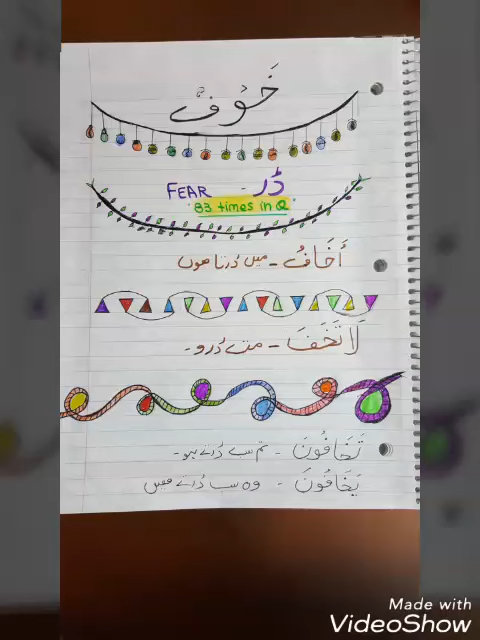 خَوْفٌ
FEAR - ڈر
83 times in Q
أَخَافُ - میں ڈرتا ہوں
لَا تَخَفَ - مت ڈرو -
تَخَافُونَ - تم سب ڈرتے ہو -
يَخَافُونَ - وہ سب ڈرتے ہیں
Made with
VideoShow